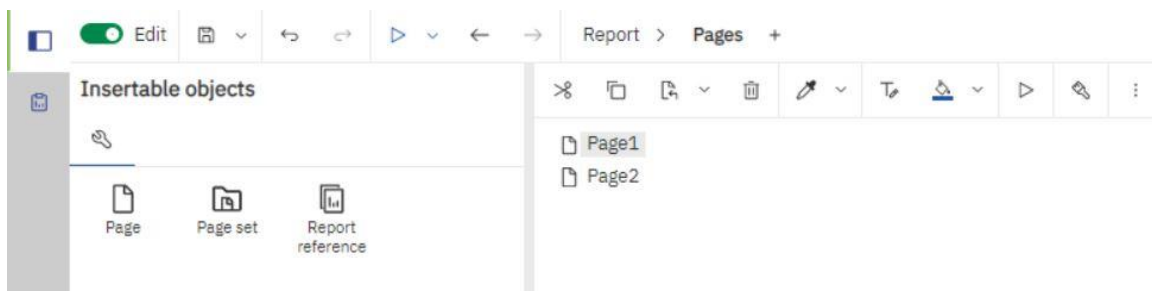 Edit
Report > Pages +
Insertable objects
Page1
Page2
Page
Page set
Report
reference